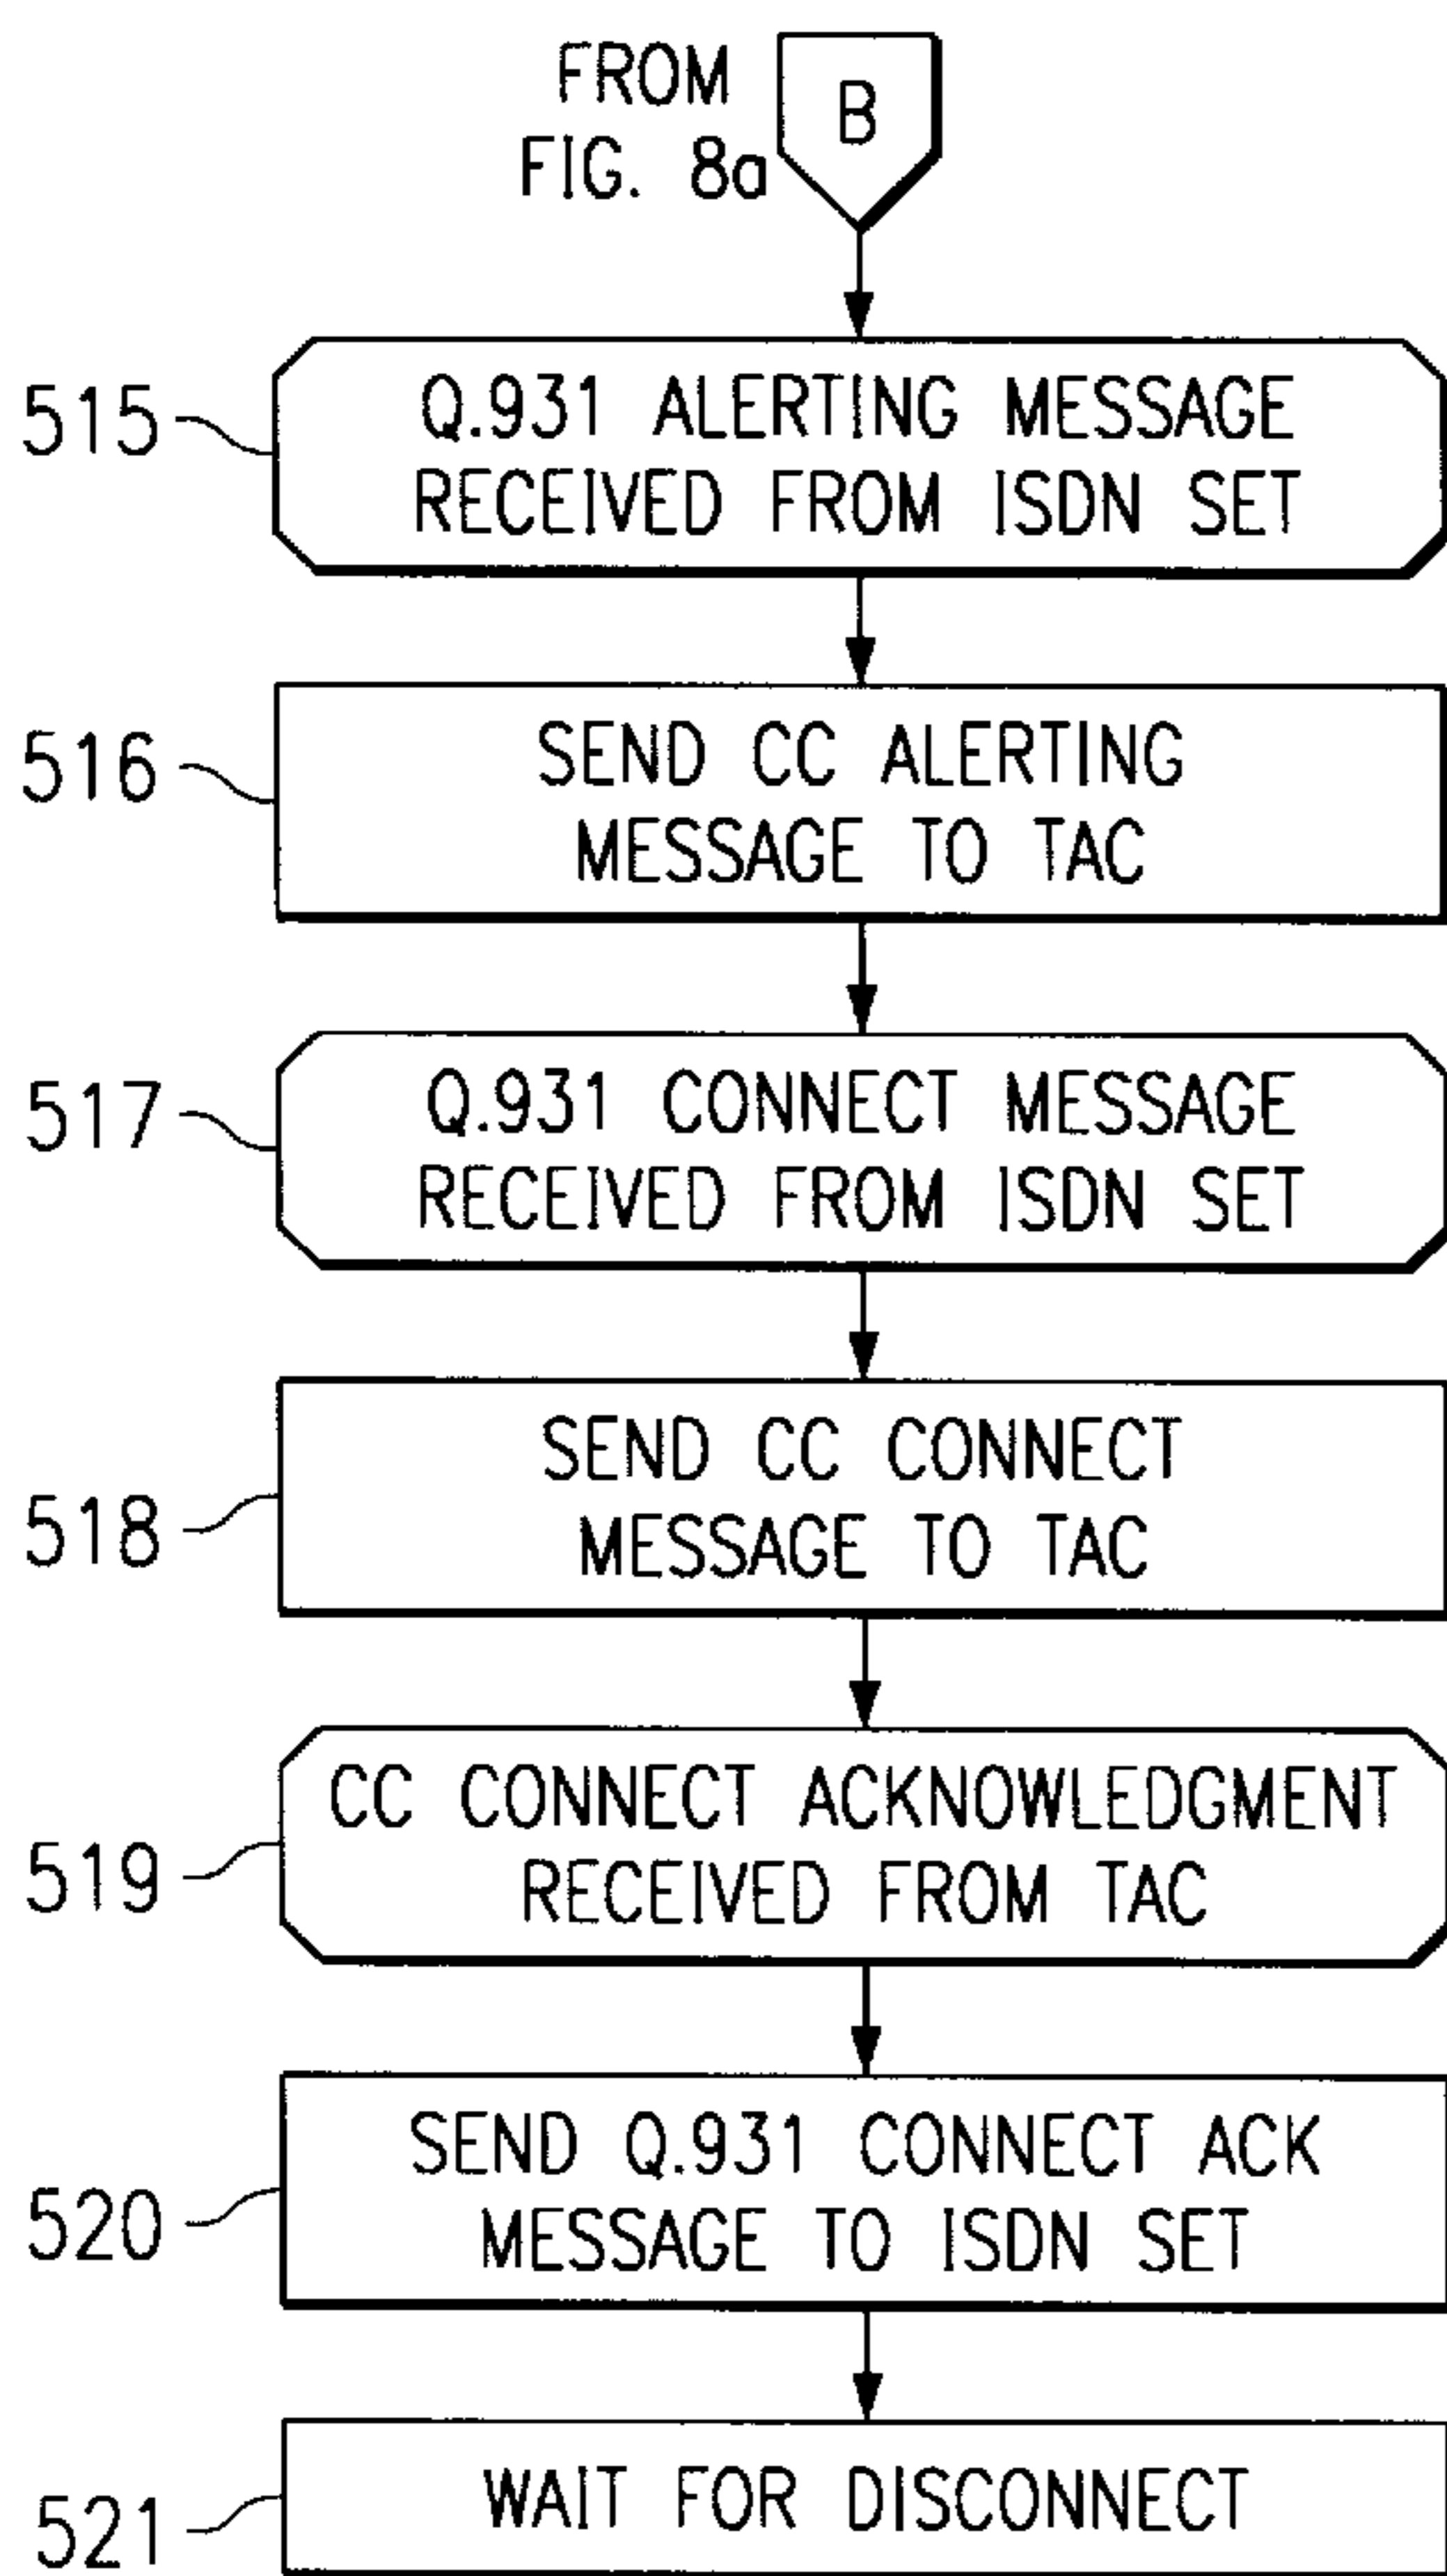 FROM
FIG. 8a
B
515
Q.931 ALERTING MESSAGE
RECEIVED FROM ISDN SET
516
SEND CC ALERTING
MESSAGE TO TAC
517
Q.931 CONNECT MESSAGE
RECEIVED FROM ISDN SET
518
SEND CC CONNECT
MESSAGE TO TAC
519
CC CONNECT ACKNOWLEDGMENT
RECEIVED FROM TAC
520
SEND Q.931 CONNECT ACK
MESSAGE TO ISDN SET
521
WAIT FOR DISCONNECT